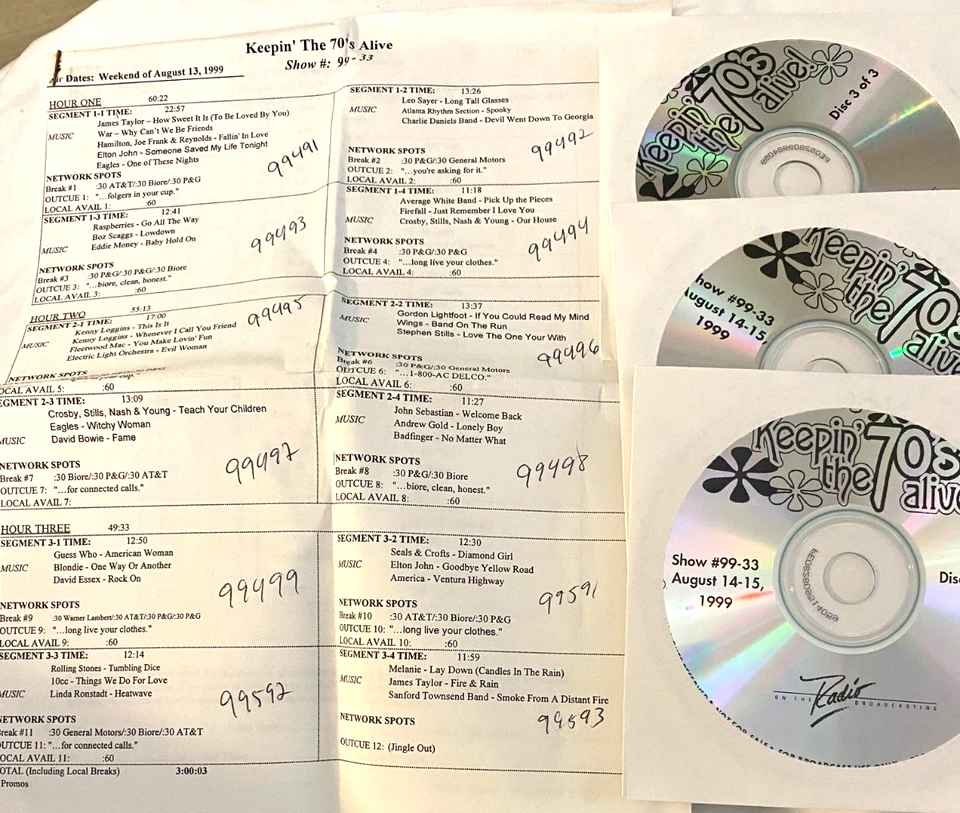 Keepin' The 70's Alive
Show #: 99-33
Air Dates: Weekend of August 13, 1999
HOUR ONE 60:22
SEGMENT 1-1 TIME: 22:57
James Taylor – How Sweet It Is (To Be Loved By You)
MUSIC War – Why Can't We Be Friends
Hamilton, Joe Frank & Reynolds - Fallin' In Love
Elton John - Someone Saved My Life Tonight
Eagles - One of These Nights
99491
NETWORK SPOTS
Break #1 :30 AT&T/:30 Biore/:30 P&G
OUTCUE 1: "...folgers in your cup."
LOCAL AVAIL 1: :60
SEGMENT 1-2 TIME: 13:26
Leo Sayer - Long Tall Glasses
MUSIC Atlanta Rhythm Section - Spooky
Charlie Daniels Band - Devil Went Down To Georgia
99492
NETWORK SPOTS
Break #2 :30 P&G/:30 General Motors
OUTCUE 2: "...you're asking for it."
LOCAL AVAIL 2: :60
SEGMENT 1-3 TIME: 12:41
Raspberries - Go All The Way
Boz Scaggs - Lowdown
MUSIC Eddie Money - Baby Hold On
99493
NETWORK SPOTS
Break #3 :30 P&G/:30 P&G/:30 Biore
OUTCUE 3: "...biore, clean, honest."
LOCAL AVAIL 3: :60
SEGMENT 1-4 TIME: 11:18
Average White Band - Pick Up the Pieces
MUSIC Firefall - Just Remember I Love You
Crosby, Stills, Nash & Young - Our House
99494
NETWORK SPOTS
Break #4 :30 P&G/:30 P&G
OUTCUE 4: "...long live your clothes."
LOCAL AVAIL 4: :60
HOUR TWO 55:13
SEGMENT 2-1 TIME: 17:00
Kenny Loggins - This Is It
MUSIC Kenny Loggins - Whenever I Call You Friend
Fleetwood Mac - You Make Lovin' Fun
Electric Light Orchestra - Evil Woman
99495
NETWORK SPOTS
LOCAL AVAIL 5: :60
SEGMENT 2-2 TIME: 13:37
Gordon Lightfoot - If You Could Read My Mind
MUSIC Wings - Band On The Run
Stephen Stills - Love The One Your With
99496
NETWORK SPOTS
Break #6 :30 P&G/:30 General Motors
OUTCUE 6: "...1-800-AC DELCO."
LOCAL AVAIL 6: :60
SEGMENT 2-3 TIME: 13:09
Crosby, Stills, Nash & Young - Teach Your Children
Eagles - Witchy Woman
MUSIC David Bowie - Fame
99497
NETWORK SPOTS
Break #7 :30 Biore/:30 P&G/:30 AT&T
OUTCUE 7: "...for connected calls."
LOCAL AVAIL 7: :60
SEGMENT 2-4 TIME: 11:27
John Sebastian - Welcome Back
MUSIC Andrew Gold - Lonely Boy
Badfinger - No Matter What
99498
NETWORK SPOTS
Break #8 :30 P&G/:30 Biore
OUTCUE 8: "...biore, clean, honest."
LOCAL AVAIL 8: :60
HOUR THREE 49:33
SEGMENT 3-1 TIME: 12:50
Guess Who - American Woman
MUSIC Blondie - One Way Or Another
David Essex - Rock On
99499
NETWORK SPOTS
Break #9 :30 Warner Lambert/:30 AT&T/:30 P&G/:30 P&G
OUTCUE 9: "...long live your clothes."
LOCAL AVAIL 9: :60
SEGMENT 3-2 TIME: 12:30
Seals & Crofts - Diamond Girl
MUSIC Elton John - Goodbye Yellow Road
America - Ventura Highway
99591
NETWORK SPOTS
Break #10 :30 AT&T/:30 Biore/:30 P&G
OUTCUE 10: "...long live your clothes."
LOCAL AVAIL 10: :60
SEGMENT 3-3 TIME: 12:14
Rolling Stones - Tumbling Dice
10cc - Things We Do For Love
MUSIC Linda Ronstadt - Heatwave
99592
NETWORK SPOTS
Break #11 :30 General Motors/:30 P&G/:30 AT&T
OUTCUE 11: "...for connected calls."
LOCAL AVAIL 11: :60
SEGMENT 3-4 TIME: 11:59
Melanie - Lay Down (Candles In The Rain)
MUSIC James Taylor - Fire & Rain
Sanford Townsend Band - Smoke From A Distant Fire
99593
NETWORK SPOTS
OUTCUE 12: (Jingle Out)
TOTAL (Including Local Breaks) 3:00:03
Promos
Keepin' the 70's alive!
Disc 3 of 3
Keepin' the 70's alive
Show #99-33
August 14-15,
1999
Keepin' the 70's alive
Show #99-33
August 14-15,
1999
Disc
ON THE Radio BROADCASTING